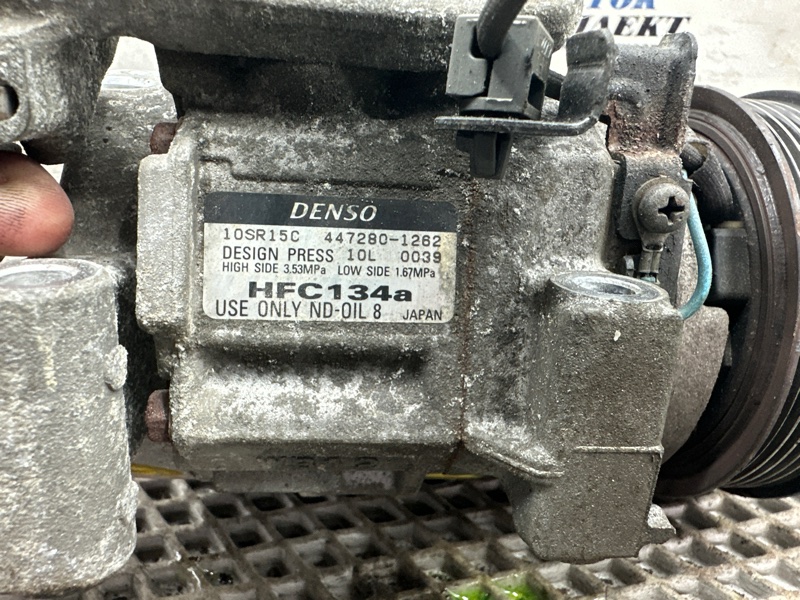 DENSO
10SR15C 447280-1262
DESIGN PRESS 10L 0039
HIGH SIDE 3.53MPa LOW SIDE 1.67MPa
HFC134a
USE ONLY ND-OIL 8 JAPAN